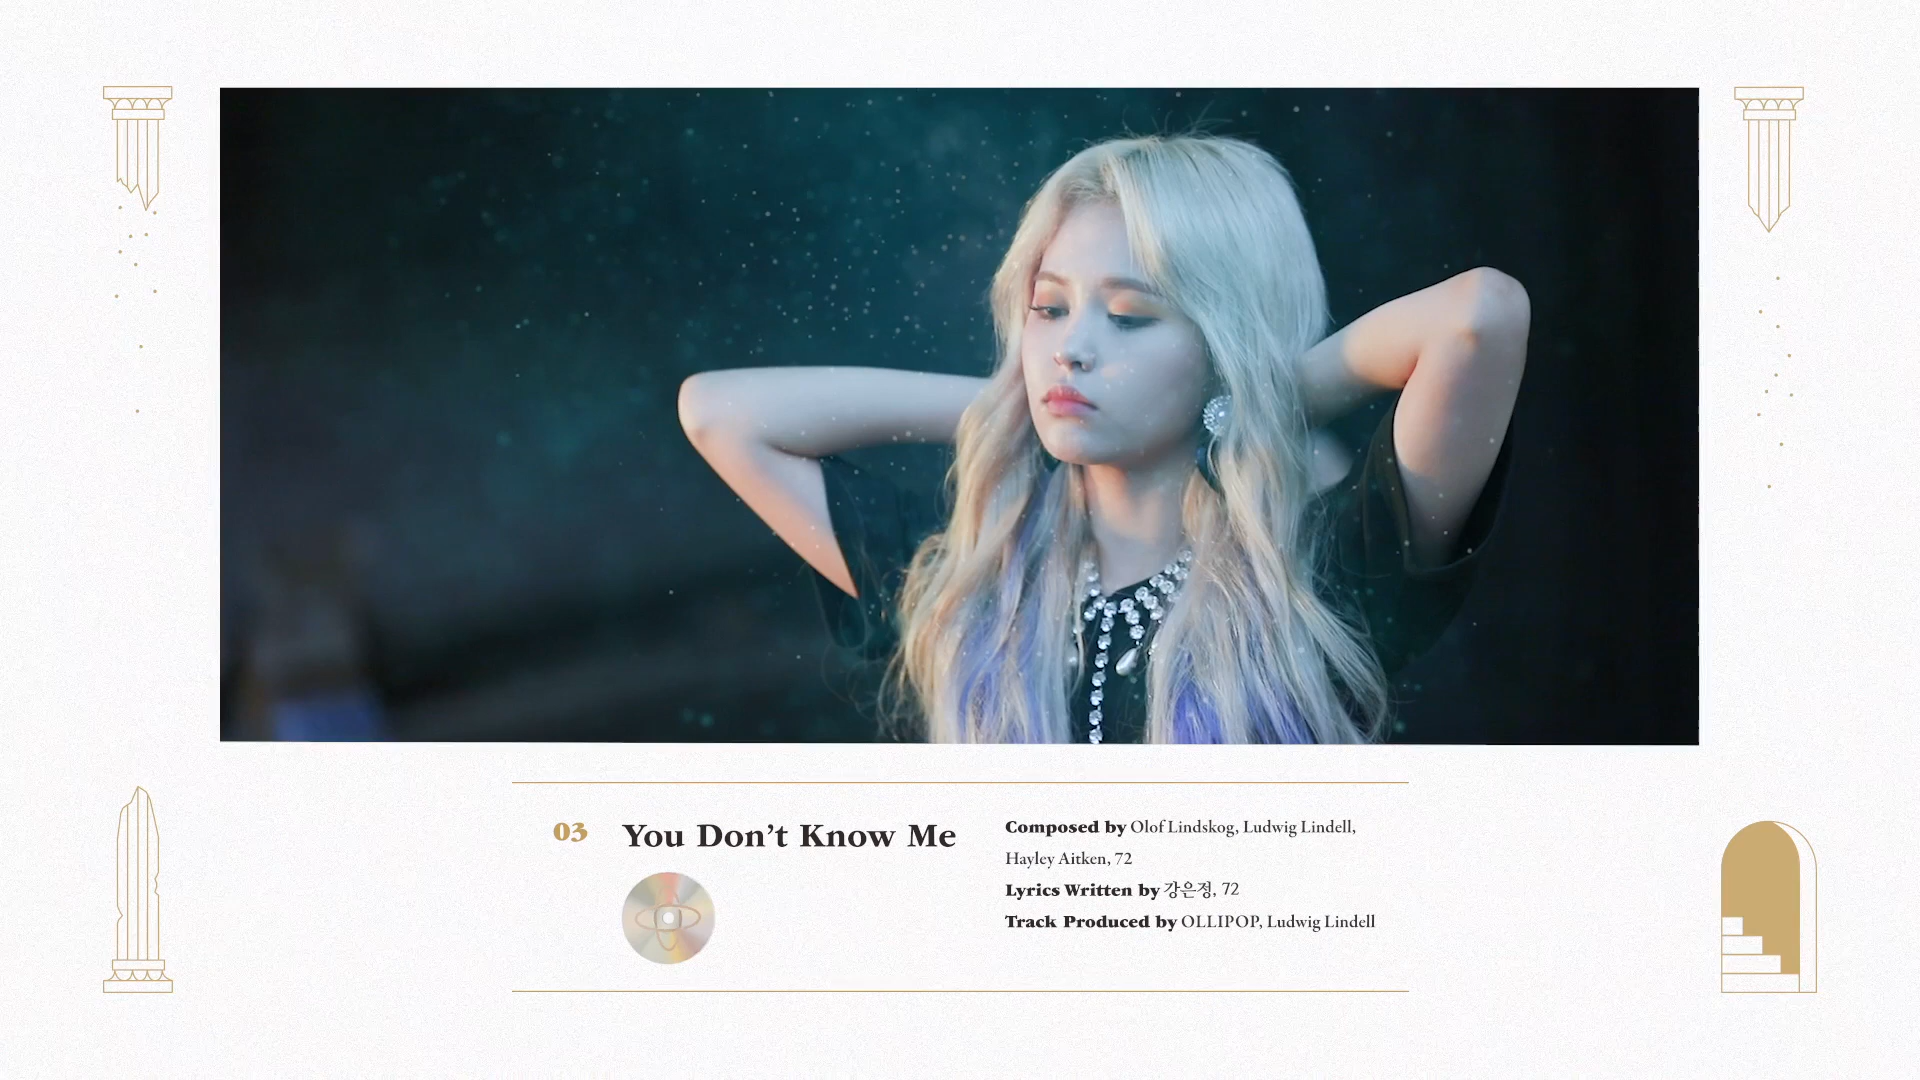 03
You Don’t Know Me
Composed by Olof Lindskog, Ludwig Lindell,
Hayley Aitken, 72
Lyrics Written by 강은정, 72
Track Produced by OLLIPOP, Ludwig Lindell